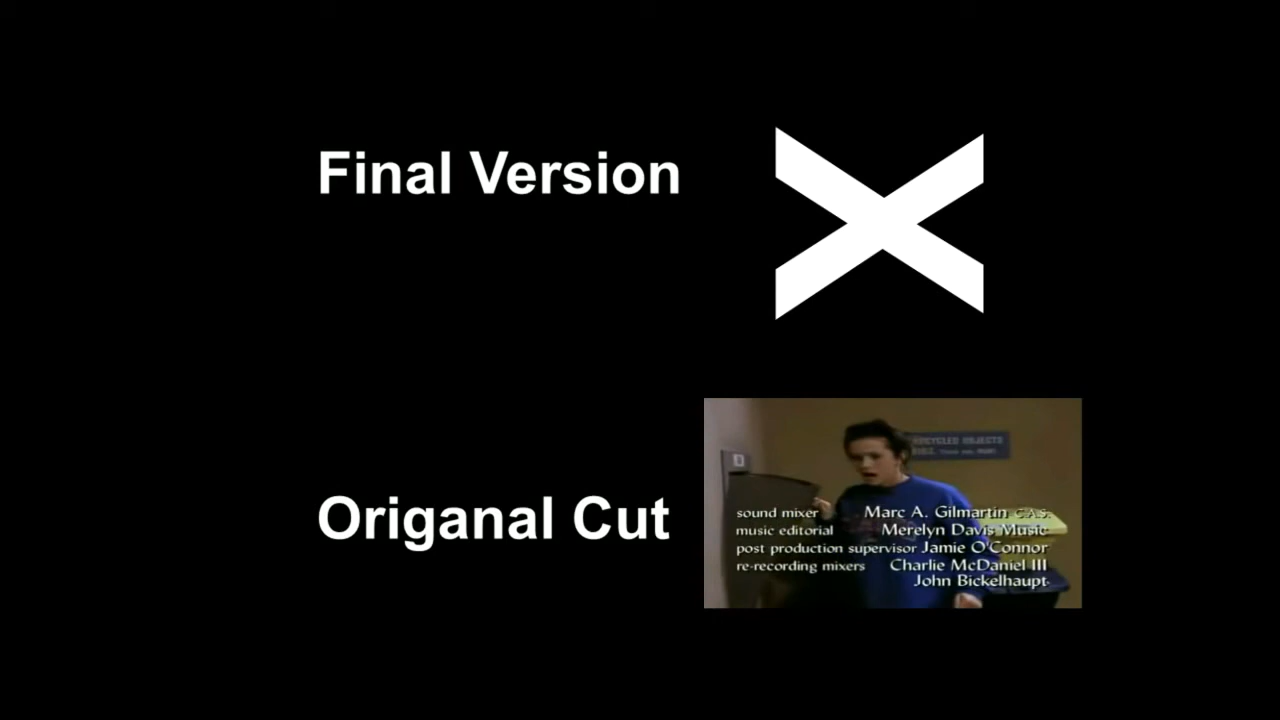 Final Version
Origanal Cut
RECYCLED OBJECTS
sound mixer Marc A. Gilmartin C.A.S.
music editorial Merelyn Davis Music
post production supervisor Jamie O'Connor
re-recording mixers Charlie McDaniel III
John Bickelhaupt